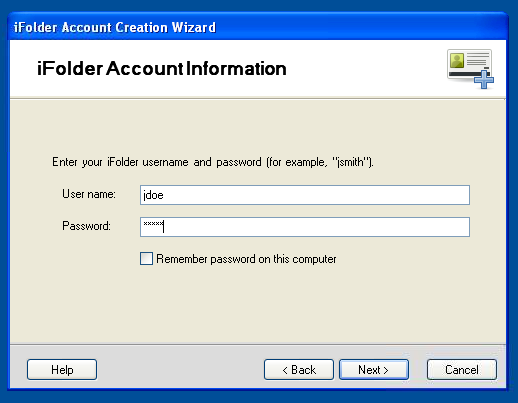 iFolder Account Creation Wizard
iFolder Account Information
Enter your iFolder username and password (for example, "jsmith").
User name: jdoe
Password: *****
Remember password on this computer
Help < Back Next > Cancel